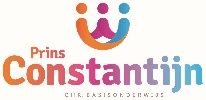 Prins
Constantijn
CHR. BASISONDERWIJS